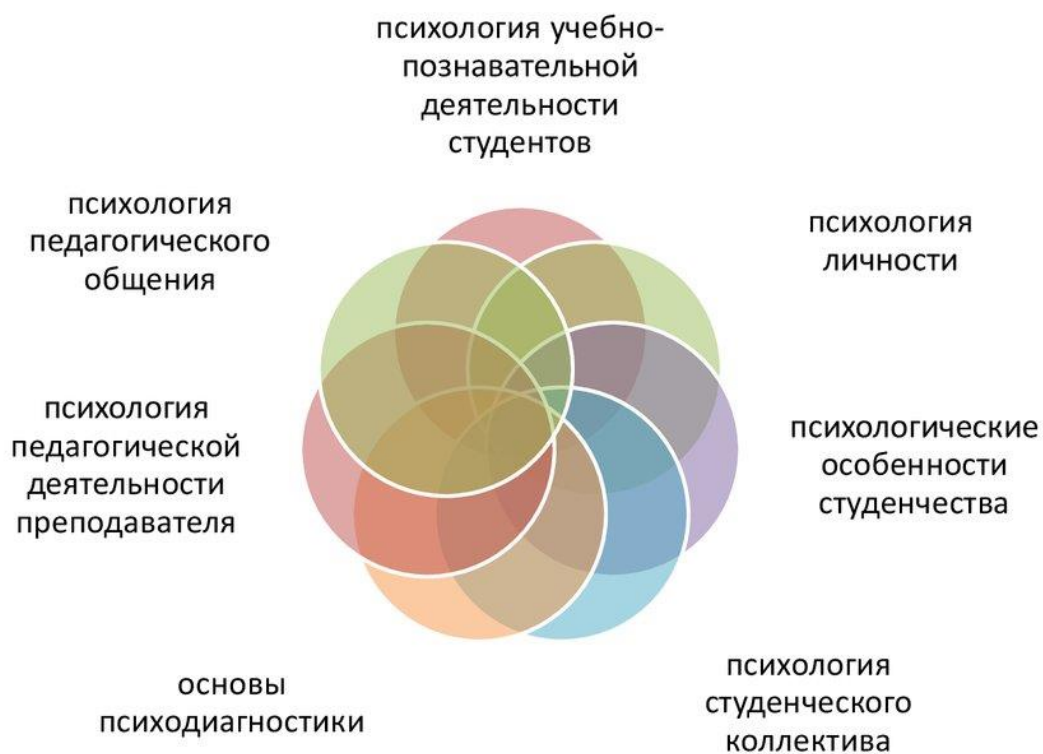 психология учебно-
познавательной
деятельности
студентов
психология
личности
психологические
особенности
студенчества
психология
студенческого
коллектива
основы
психодиагностики
психология
педагогической
деятельности
преподавателя
психология
педагогического
общения